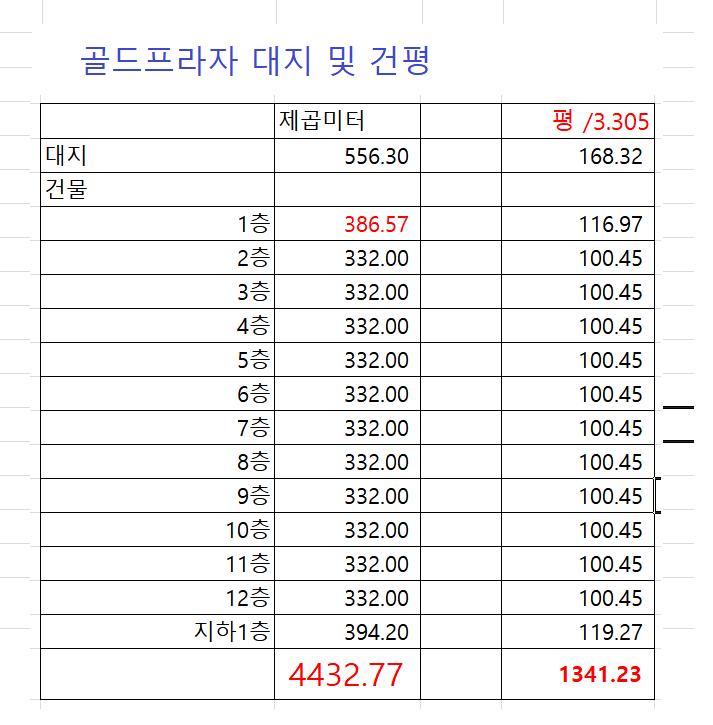 골드프라자 대지 및 건평
제곱미터 평 /3.305
대지 556.30 168.32
건물
1층 386.57 116.97
2층 332.00 100.45
3층 332.00 100.45
4층 332.00 100.45
5층 332.00 100.45
6층 332.00 100.45
7층 332.00 100.45
8층 332.00 100.45
9층 332.00 100.45
10층 332.00 100.45
11층 332.00 100.45
12층 332.00 100.45
지하1층 394.20 119.27
4432.77 1341.23